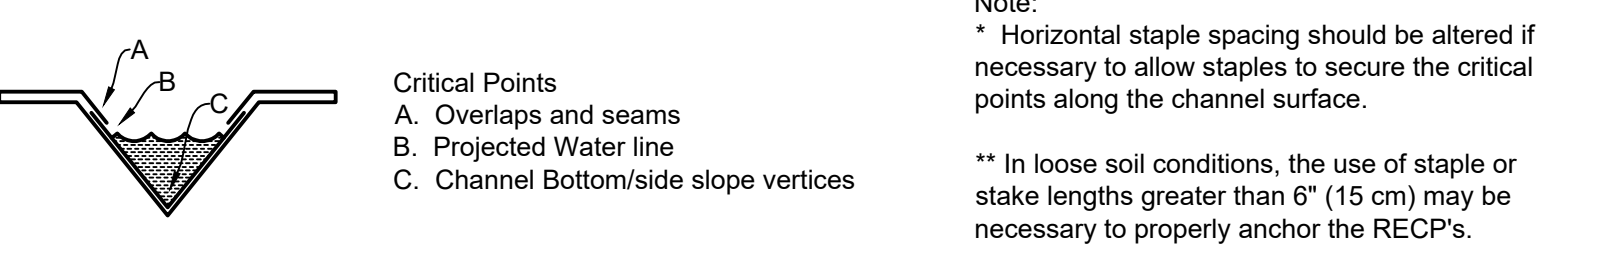 A
B
C
Critical Points
A. Overlaps and seams
B. Projected Water line
C. Channel Bottom/side slope vertices
Note:
* Horizontal staple spacing should be altered if
necessary to allow staples to secure the critical
points along the channel surface.
** In loose soil conditions, the use of staple or
stake lengths greater than 6" (15 cm) may be
necessary to properly anchor the RECP's.